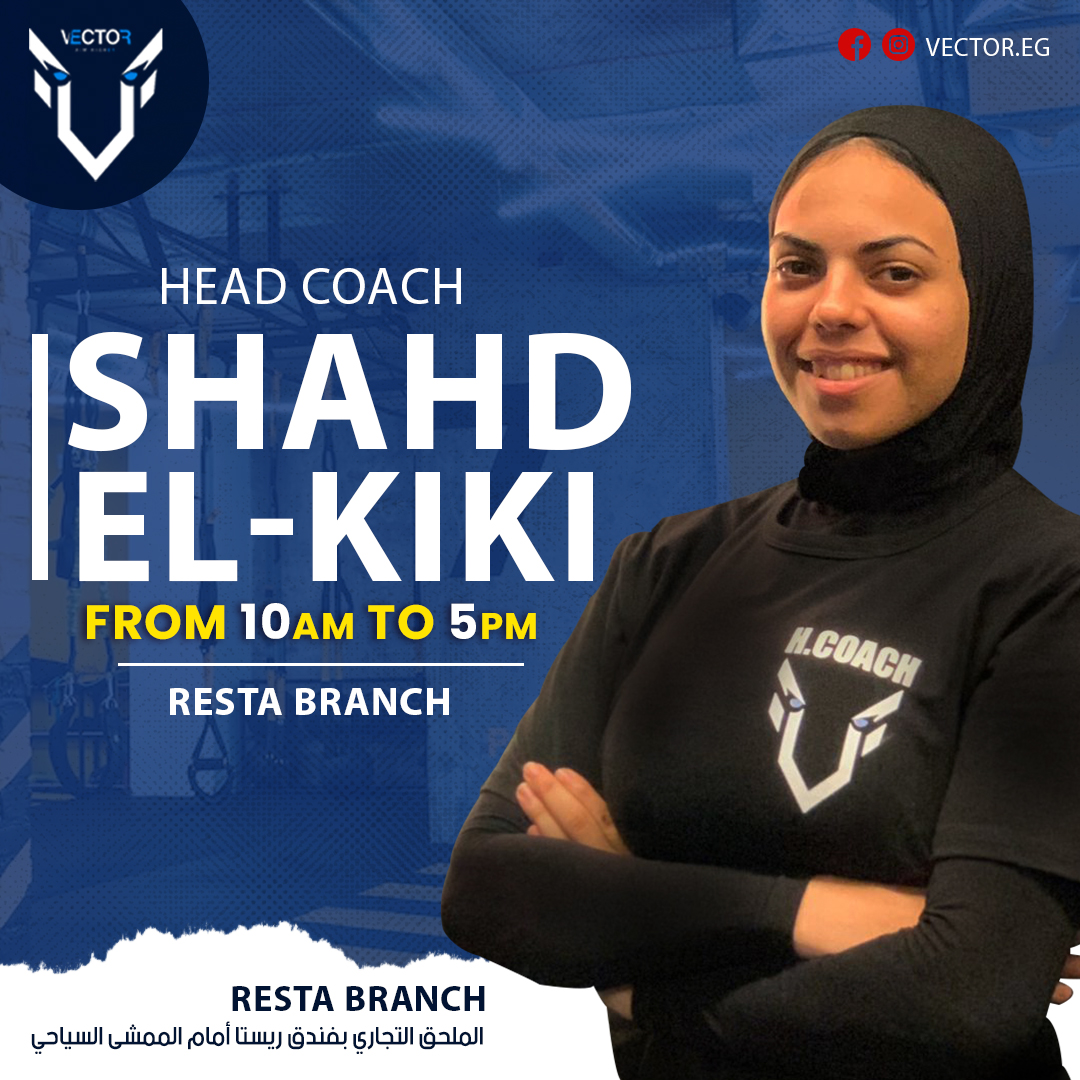 VECTOR
VECTOR.EG
HEAD COACH
SHAHD
EL-KIKI
FROM 10AM TO 5PM
RESTA BRANCH
H.COACH
RESTA BRANCH
الملحق التجاري بفندق ريستا أمام الممشى السياحي